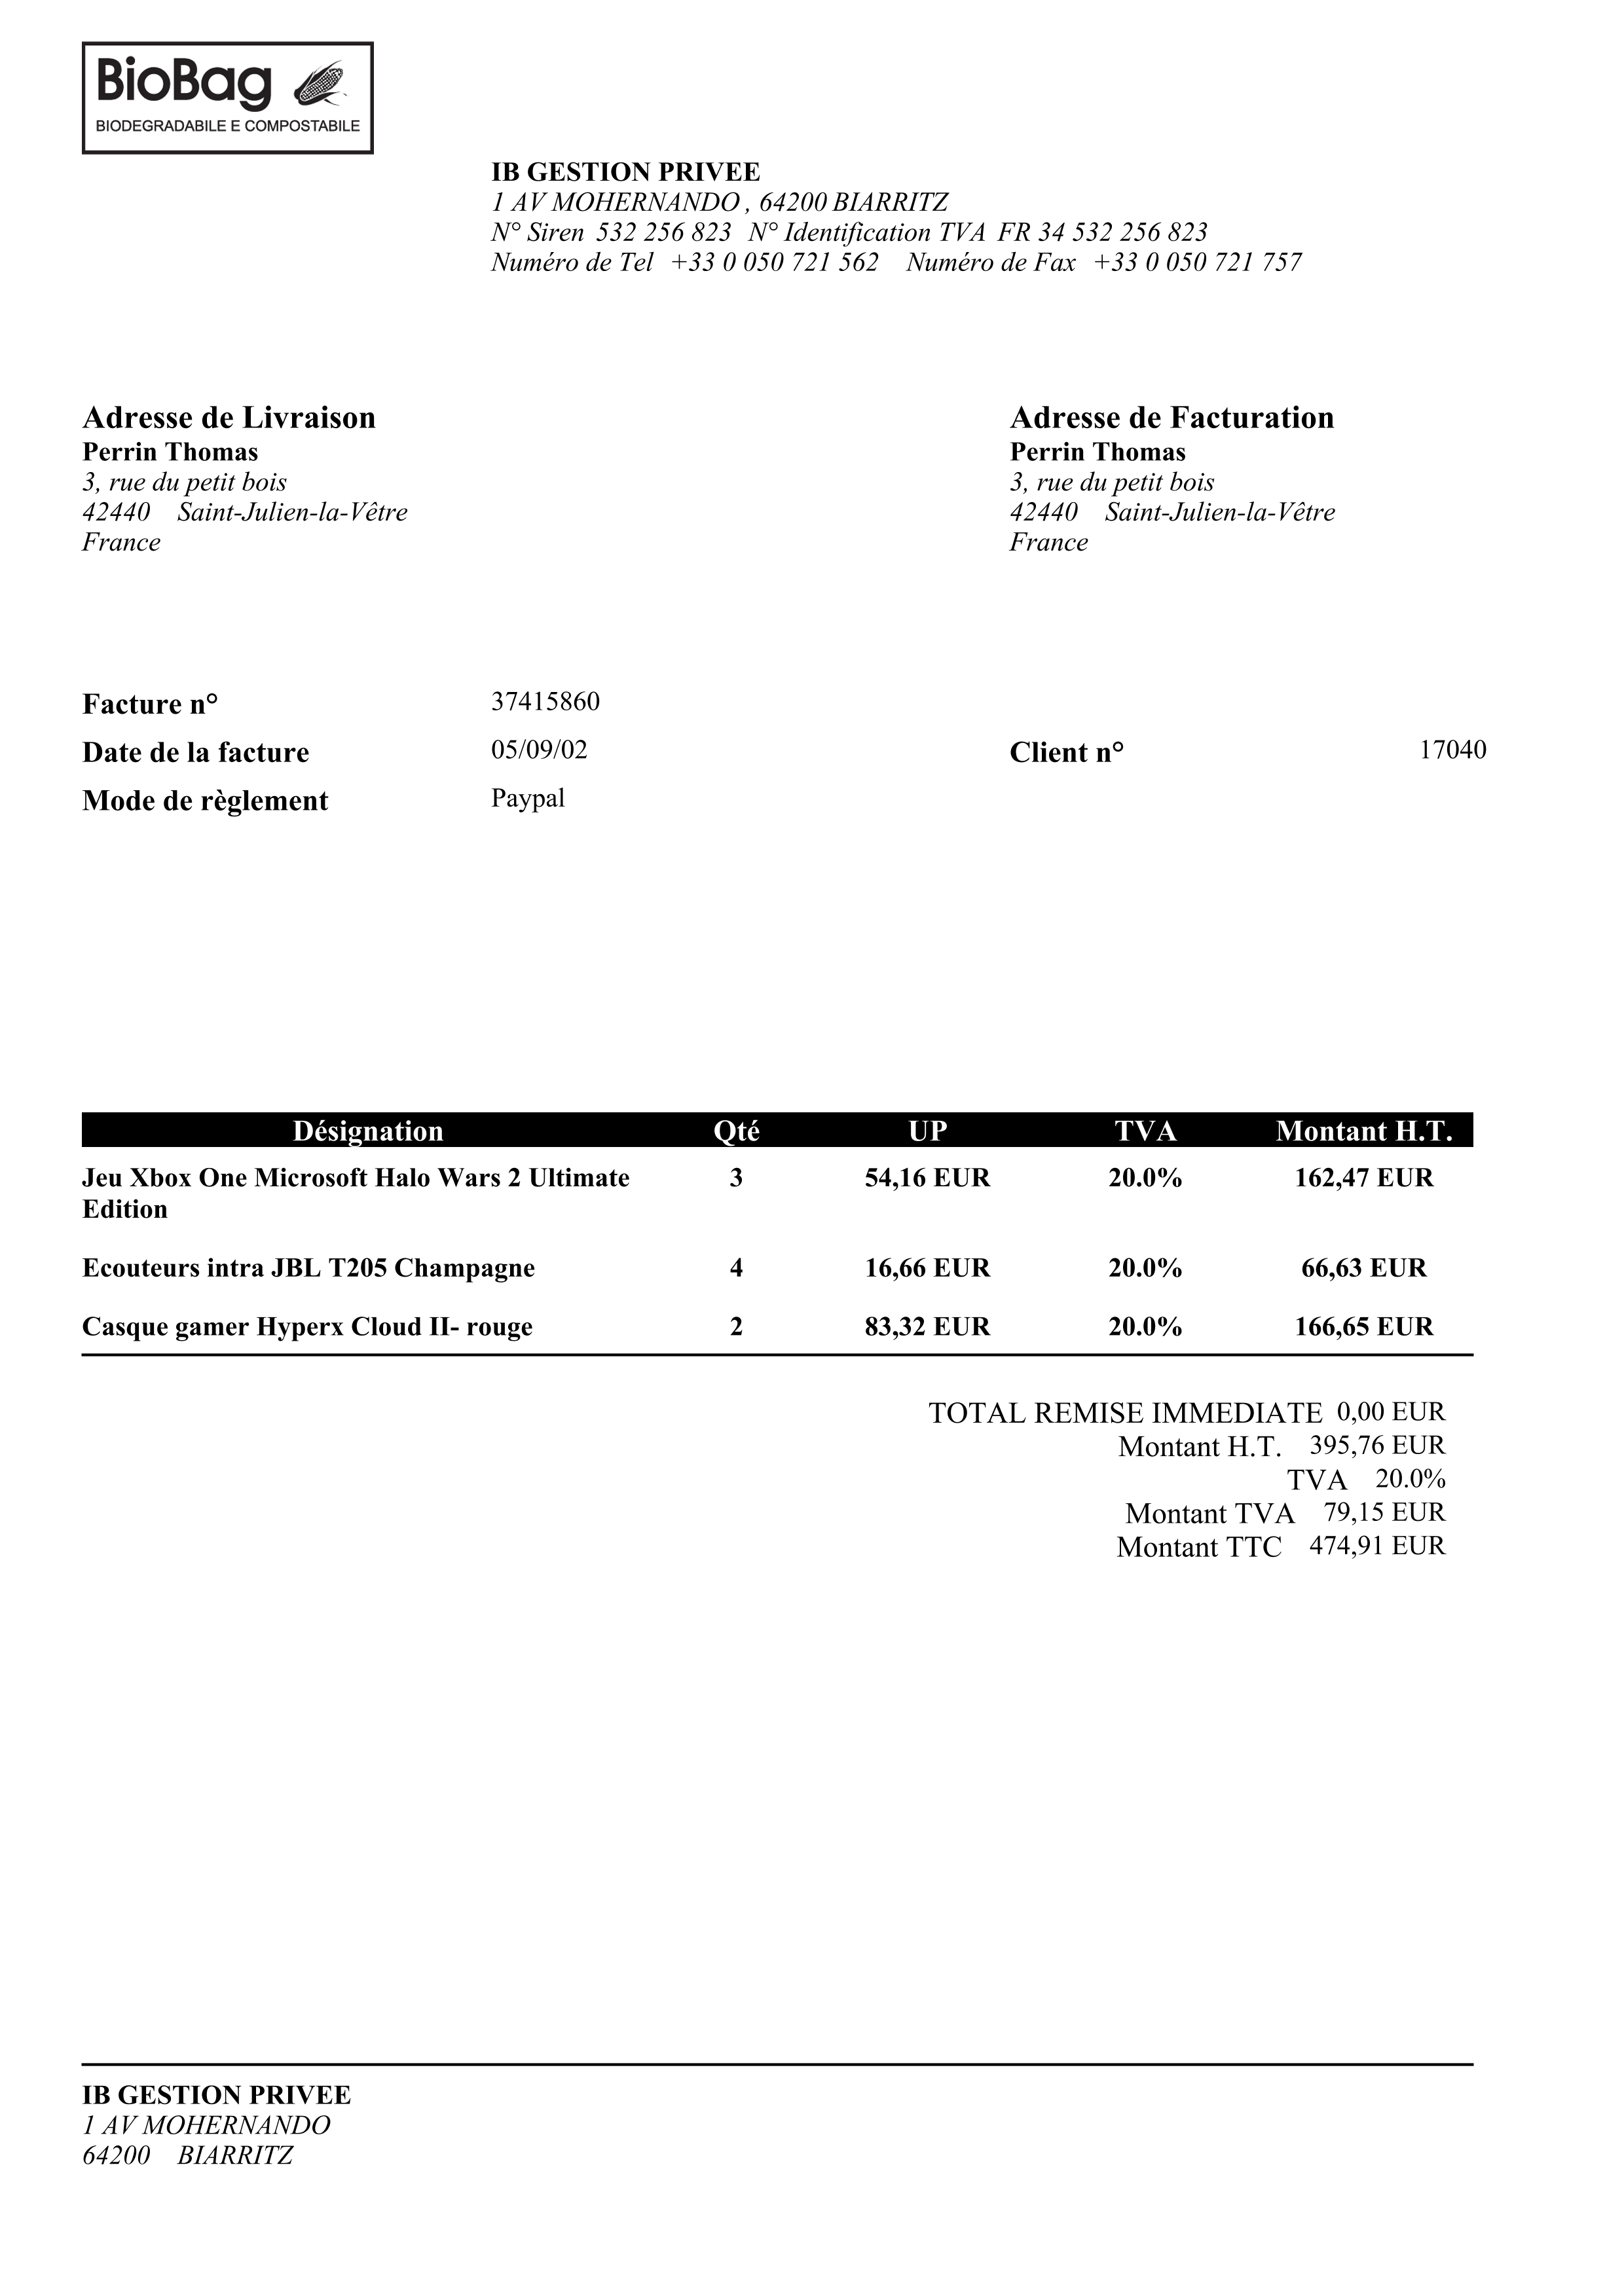 BioBag
BIODEGRADABILE E COMPOSTABILE
IB GESTION PRIVEE
1 AV MOHERNANDO , 64200 BIARRITZ
N° Siren 532 256 823 N° Identification TVA FR 34 532 256 823
Numéro de Tel +33 0 050 721 562 Numéro de Fax +33 0 050 721 757
Adresse de Livraison
Perrin Thomas
3, rue du petit bois
42440 Saint-Julien-la-Vêtre
France
Adresse de Facturation
Perrin Thomas
3, rue du petit bois
42440 Saint-Julien-la-Vêtre
France
Facture n° 37415860
Date de la facture 05/09/02 Client n° 17040
Mode de règlement Paypal
Désignation Qté UP TVA Montant H.T.
Jeu Xbox One Microsoft Halo Wars 2 Ultimate 3 54,16 EUR 20.0% 162,47 EUR
Edition
Ecouteurs intra JBL T205 Champagne 4 16,66 EUR 20.0% 66,63 EUR
Casque gamer Hyperx Cloud II- rouge 2 83,32 EUR 20.0% 166,65 EUR
TOTAL REMISE IMMEDIATE 0,00 EUR
Montant H.T. 395,76 EUR
TVA 20.0%
Montant TVA 79,15 EUR
Montant TTC 474,91 EUR
IB GESTION PRIVEE
1 AV MOHERNANDO
64200 BIARRITZ